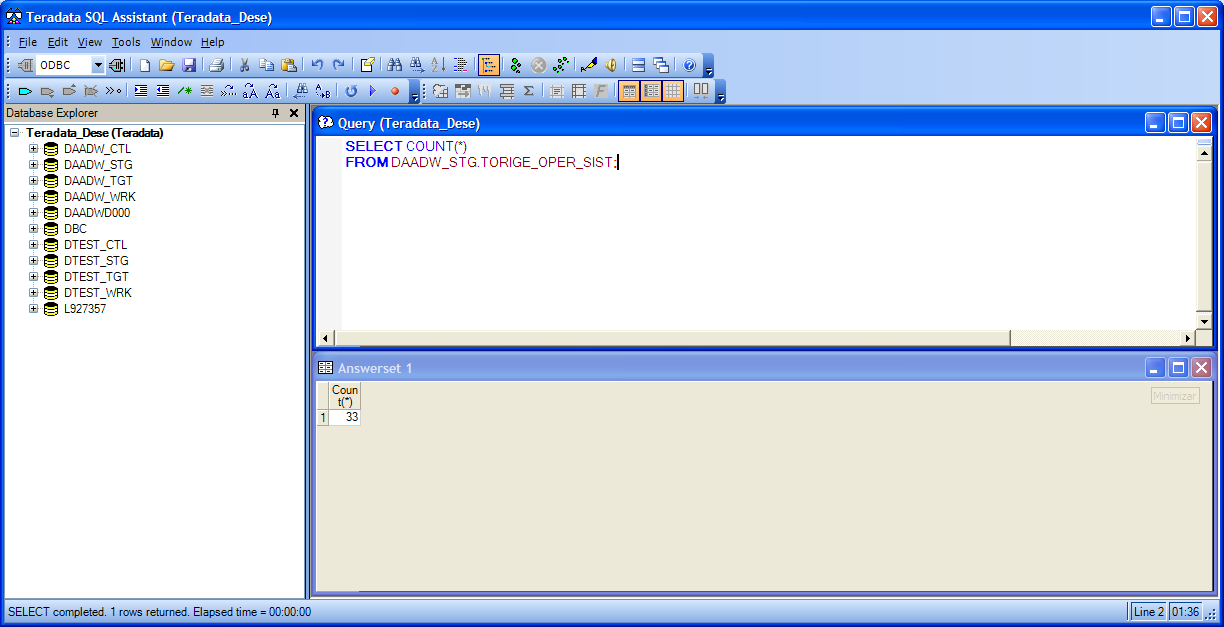 Teradata SQL Assistant (Teradata_Dese)
File Edit View Tools Window Help
ODBC
Database Explorer
Teradata_Dese (Teradata)
DAADW_CTL
DAADW_STG
DAADW_TGT
DAADW_WRK
DAADWD000
DBC
DTEST_CTL
DTEST_STG
DTEST_TGT
DTEST_WRK
L927357
Query (Teradata_Dese)
SELECT COUNT(*)
FROM DAADW_STG.TORIGE_OPER_SIST;
Answerset 1
Coun
t(*)
1 33
Minimizar
SELECT completed. 1 rows returned. Elapsed time = 00:00:00
Line 2 01:36